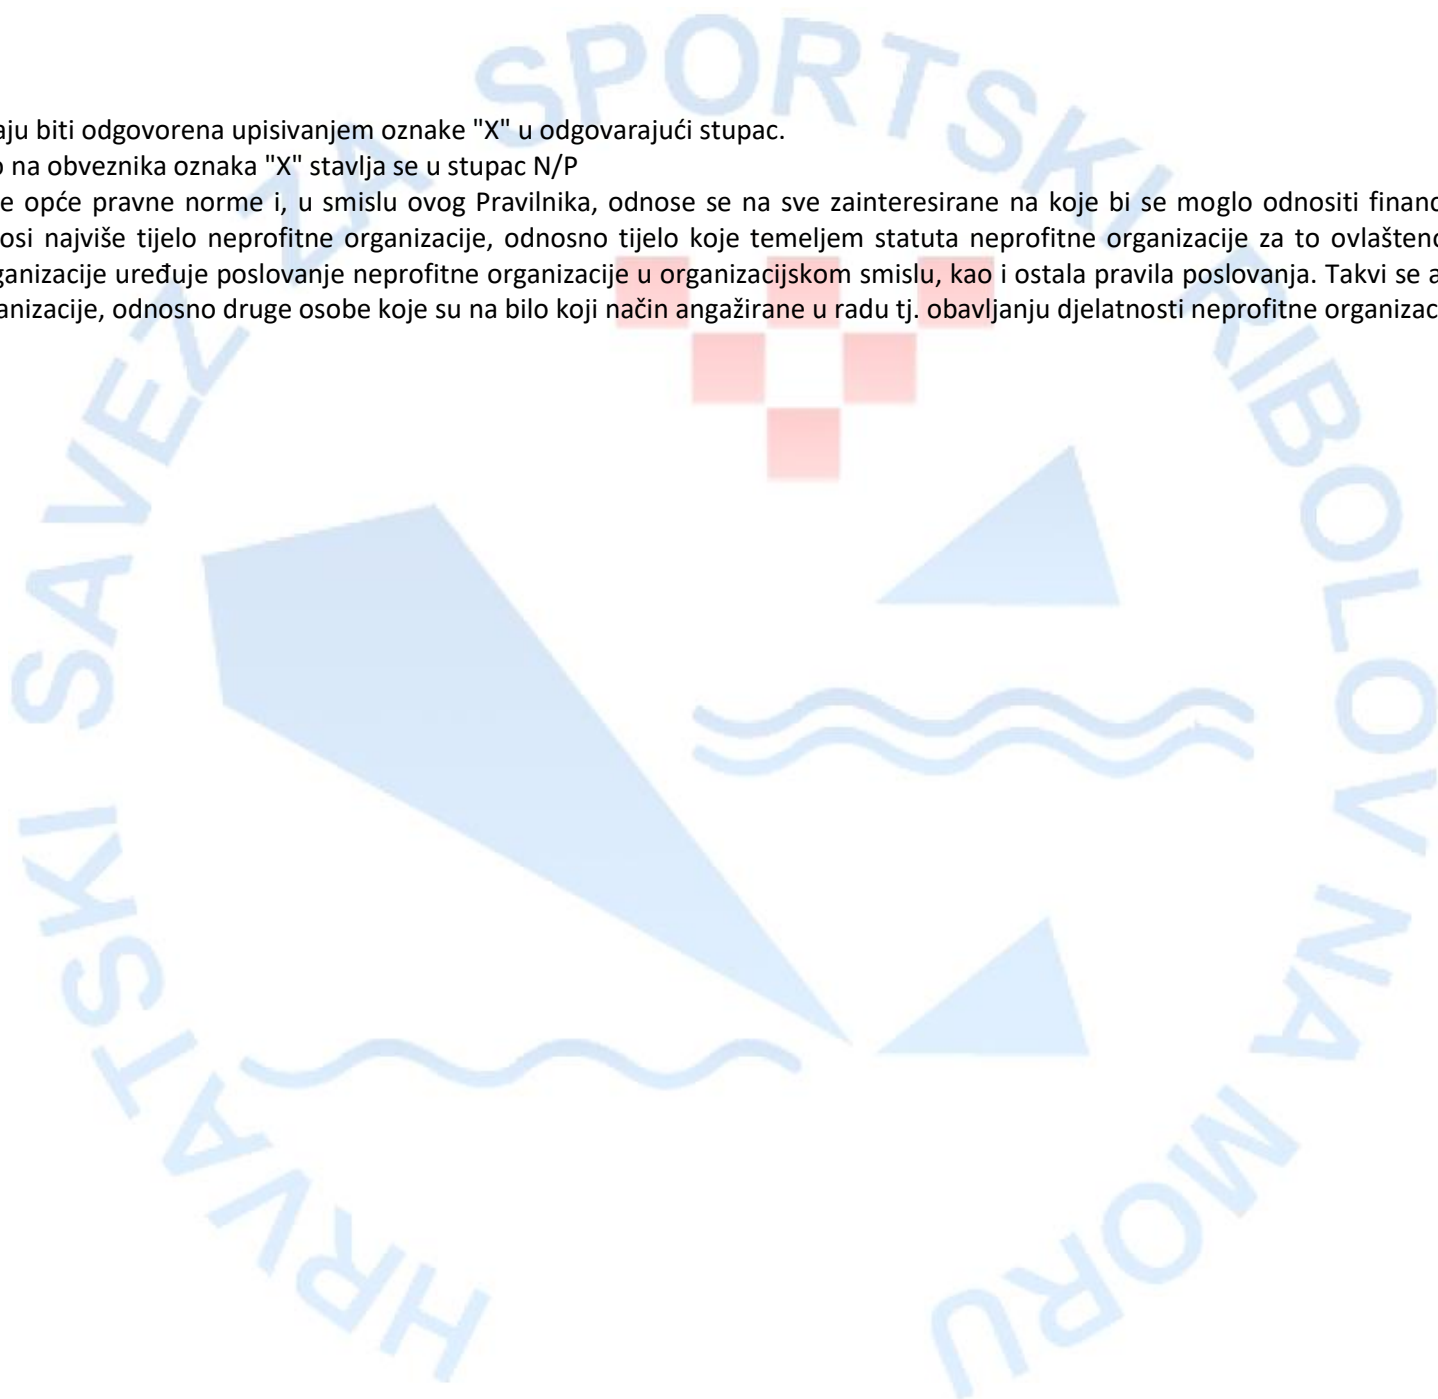 HRVATSKI SAVEZ ZA SPORTSKI RIBOLOV NA MORU
aju biti odgovorena upisivanjem oznake "X" u odgovarajući stupac.
o na obveznika oznaka "X" stavlja se u stupac N/P
e opće pravne norme i, u smislu ovog Pravilnika, odnose se na sve zainteresirane na koje bi se moglo odnositi financ
osi najviše tijelo neprofitne organizacije, odnosno tijelo koje temeljem statuta neprofitne organizacije za to ovlašteno
ganizacije uređuje poslovanje neprofitne organizacije u organizacijskom smislu, kao i ostala pravila poslovanja. Takvi se a
anizacije, odnosno druge osobe koje su na bilo koji način angažirane u radu tj. obavljanju djelatnosti neprofitne organizac